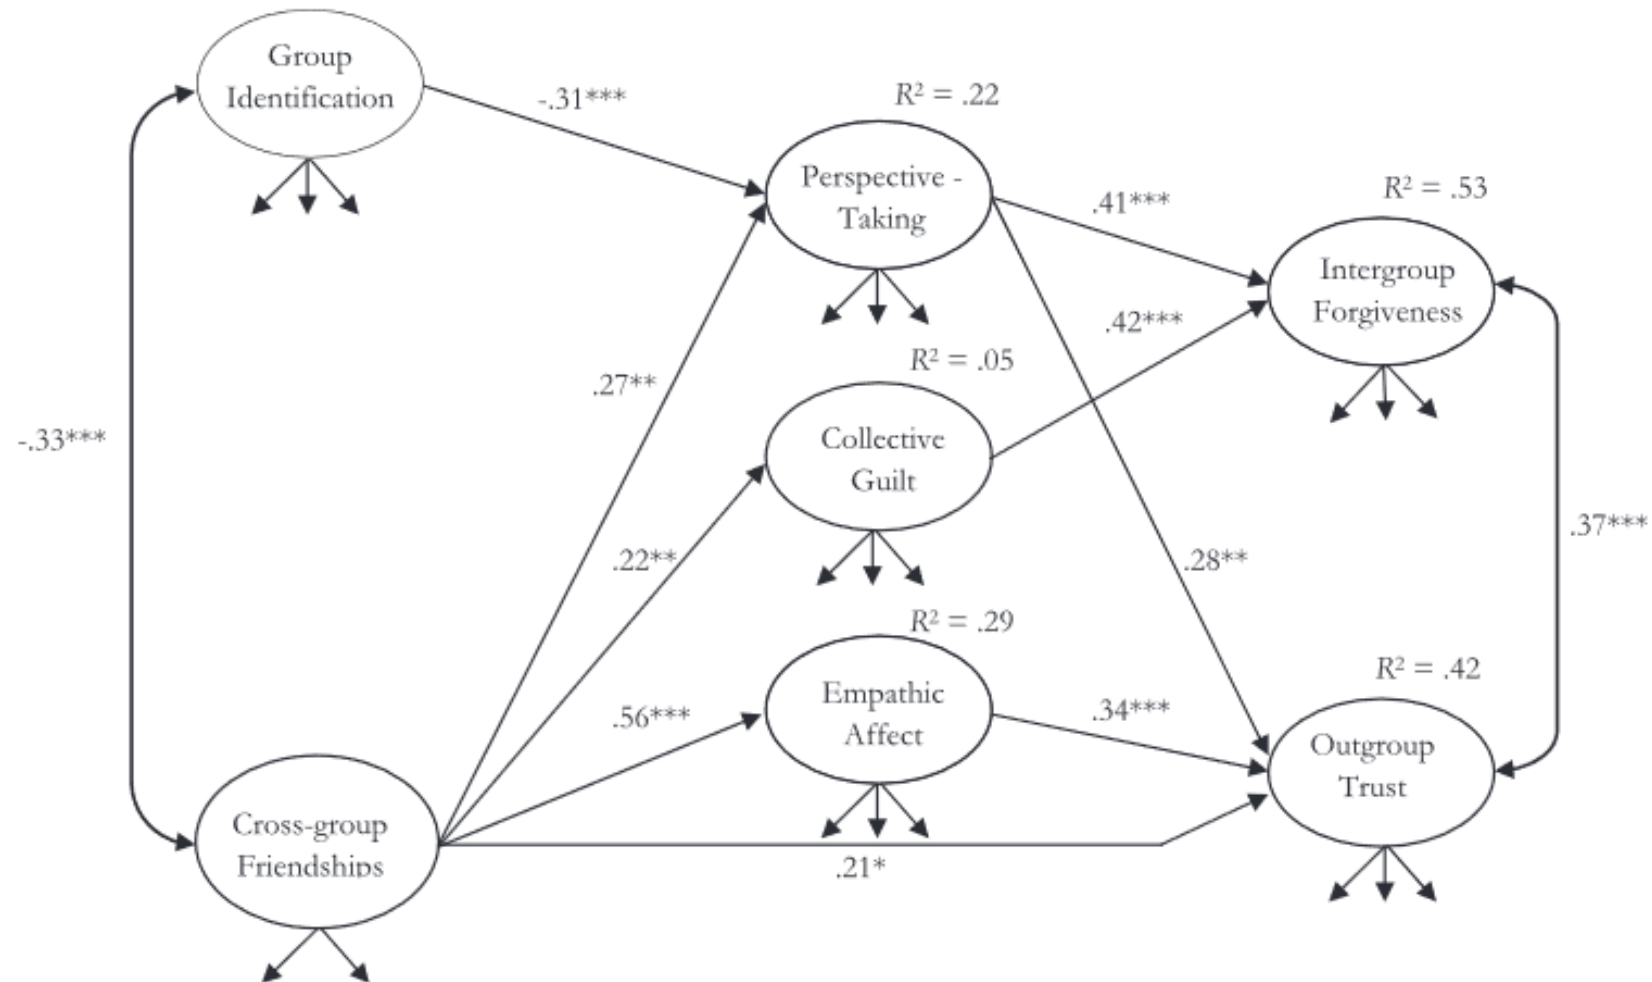 Group
Identification
-.31***
R² = .22
Perspective -
Taking
.41***
R² = .53
Intergroup
Forgiveness
.42***
R² = .05
.27**
Collective
Guilt
-.33***
.37***
.22**
.28**
R² = .29
Empathic
Affect
.56***
.34***
R² = .42
Outgroup
Trust
Cross-group
Friendships
.21*